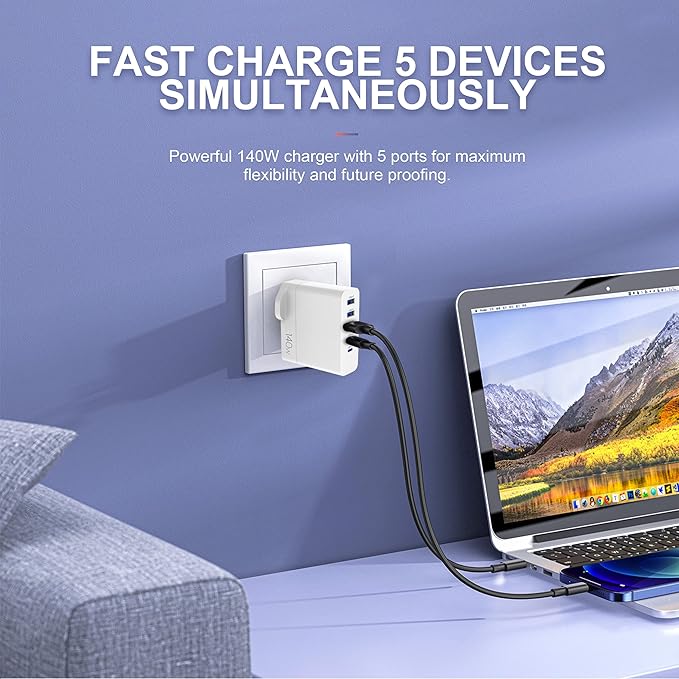 FAST CHARGE 5 DEVICES
SIMULTANEOUSLY
Powerful 140W charger with 5 ports for maximum
flexibility and future proofing.
140W